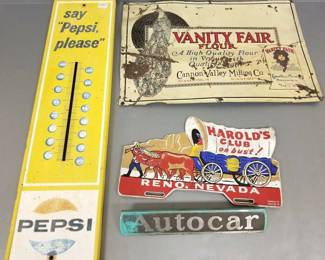 say
"Pepsi,
please"
PEPSI
VANITY FAIR
FLOUR
A High Quality Flour
Cannon Valley Milling Co.
HAROLD'S
CLUB
or bust!
RENO, NEVADA
Autocar